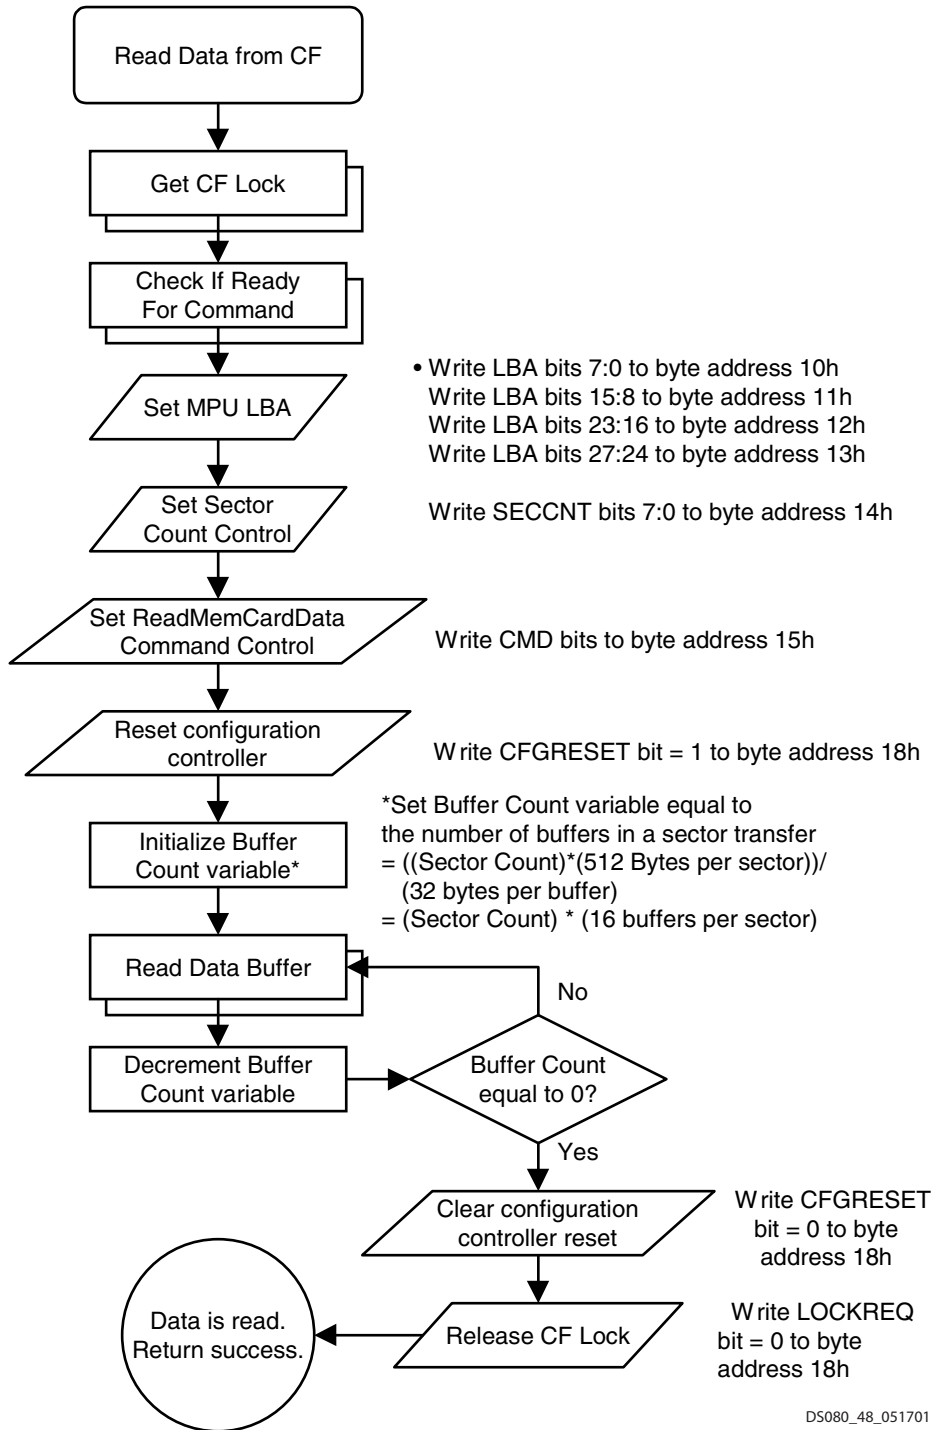 Read Data from CF
Get CF Lock
Check If Ready
For Command
• Write LBA bits 7:0 to byte address 10h
Write LBA bits 15:8 to byte address 11h
Write LBA bits 23:16 to byte address 12h
Write LBA bits 27:24 to byte address 13h
Set MPU LBA
Set Sector
Count Control
Write SECCNT bits 7:0 to byte address 14h
Set ReadMemCardData
Command Control
Write CMD bits to byte address 15h
Reset configuration
controller
Write CFGRESET bit = 1 to byte address 18h
Initialize Buffer
Count variable*
*Set Buffer Count variable equal to
the number of buffers in a sector transfer
= ((Sector Count)*(512 Bytes per sector))/
(32 bytes per buffer)
= (Sector Count) * (16 buffers per sector)
Read Data Buffer
No
Decrement Buffer
Count variable
Buffer Count
equal to 0?
Yes
Clear configuration
controller reset
Write CFGRESET
bit = 0 to byte
address 18h
Release CF Lock
Write LOCKREQ
bit = 0 to byte
address 18h
Data is read.
Return success.
DS080_48_051701